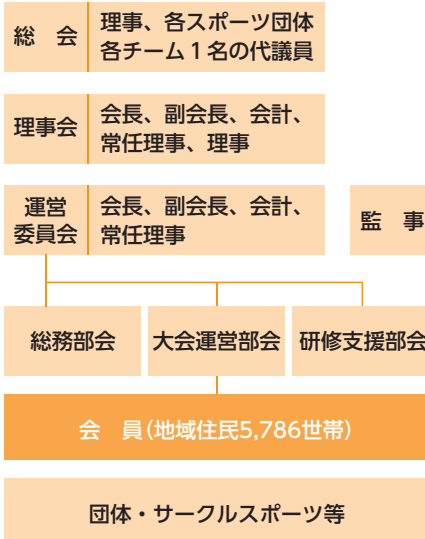 総　会
理事、各スポーツ団体
各チーム１名の代議員
理事会
会長、副会長、会計、
常任理事、理事
運営
委員会
会長、副会長、会計、
常任理事
監　事
総務部会
大会運営部会
研修支援部会
会　員（地域住民5,786世帯）
団体・サークルスポーツ等